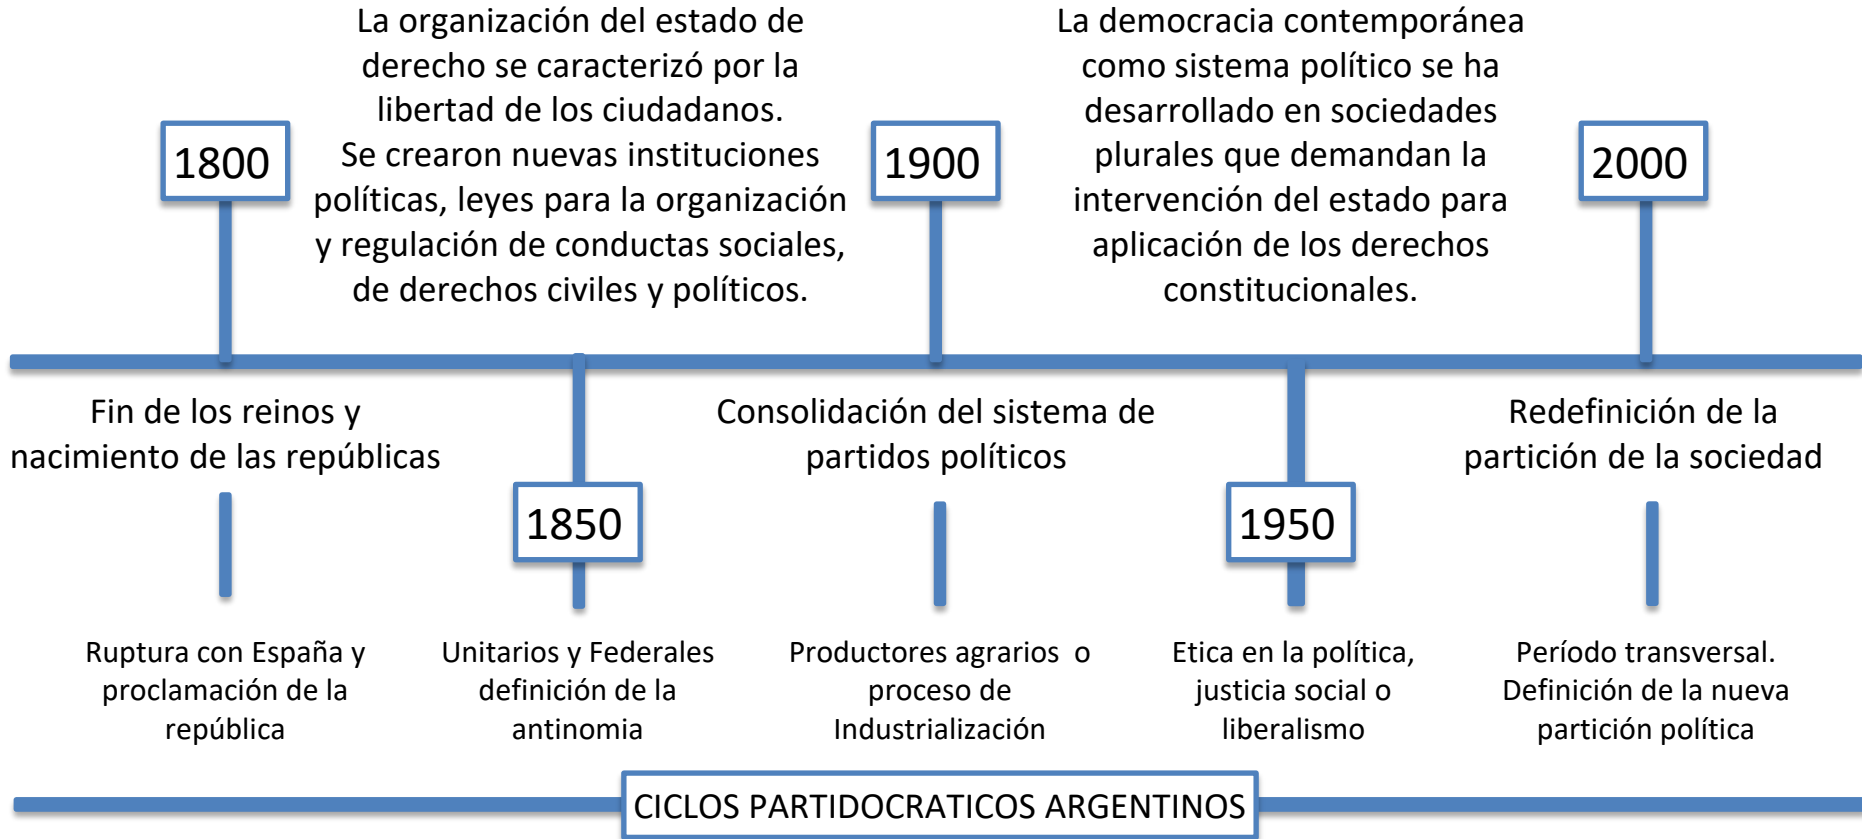 La organización del estado de
derecho se caracterizó por la
libertad de los ciudadanos.
Se crearon nuevas instituciones
políticas, leyes para la organización
y regulación de conductas sociales,
de derechos civiles y políticos.
La democracia contemporánea
como sistema político se ha
desarrollado en sociedades
plurales que demandan la
intervención del estado para
aplicación de los derechos
constitucionales.
1800
1900
2000
Fin de los reinos y
nacimiento de las repúblicas
Consolidación del sistema de
partidos políticos
Redefinición de la
partición de la sociedad
1850
1950
Ruptura con España y
proclamación de la
república
Unitarios y Federales
definición de la
antinomia
Productores agrarios o
proceso de
Industrialización
Etica en la política,
justicia social o
liberalismo
Período transversal.
Definición de la nueva
partición política
CICLOS PARTIDOCRATICOS ARGENTINOS